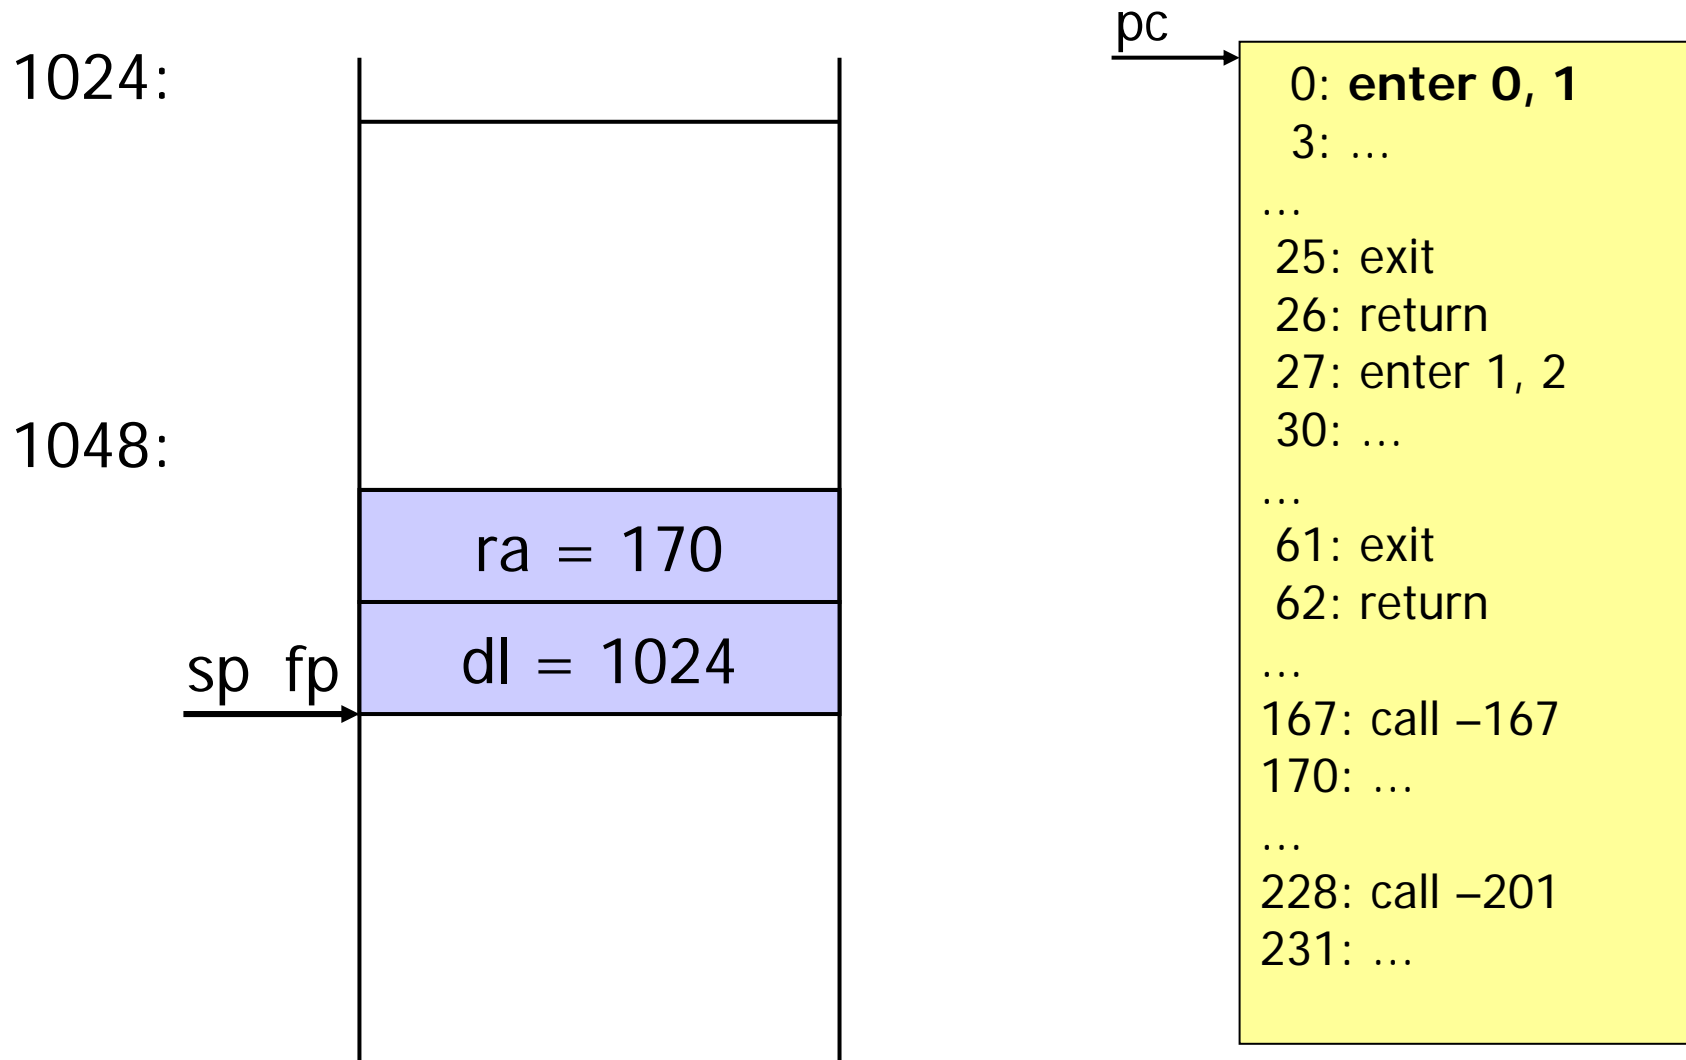 1024:
1048:
ra = 170
dl = 1024
sp fp
pc
0: enter 0, 1
3: ...
...
25: exit
26: return
27: enter 1, 2
30: ...
...
61: exit
62: return
...
167: call –167
170: ...
...
228: call –201
231: ...